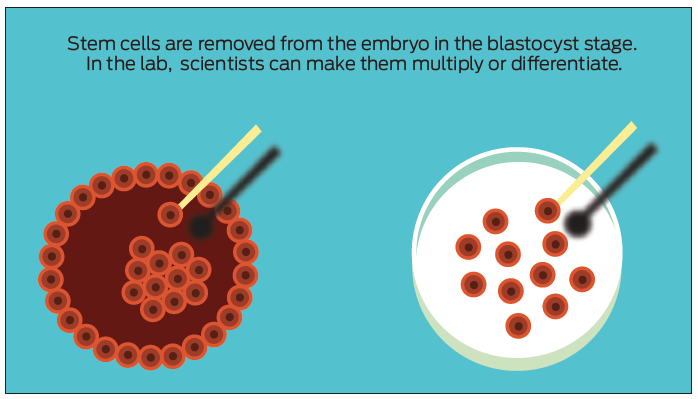 Stem cells are removed from the embryo in the blastocyst stage.
In the lab, scientists can make them multiply or differentiate.